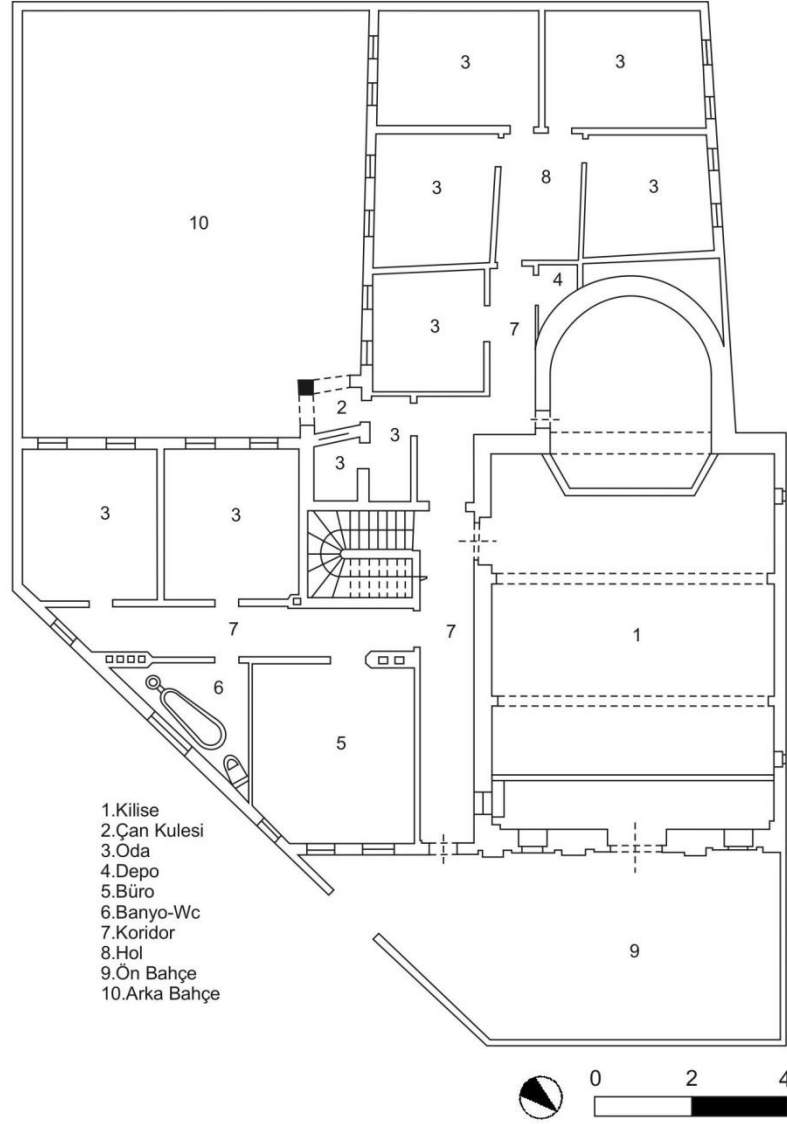 3
3
3
8
3
10
4
3
7
2
3
3
3
3
7
7
1
6
5
1.Kilise
2.Çan Kulesi
3.Oda
4.Depo
5.Büro
6.Banyo-Wc
7.Koridor
8.Hol
9.Ön Bahçe
10.Arka Bahçe
9
0 2 4